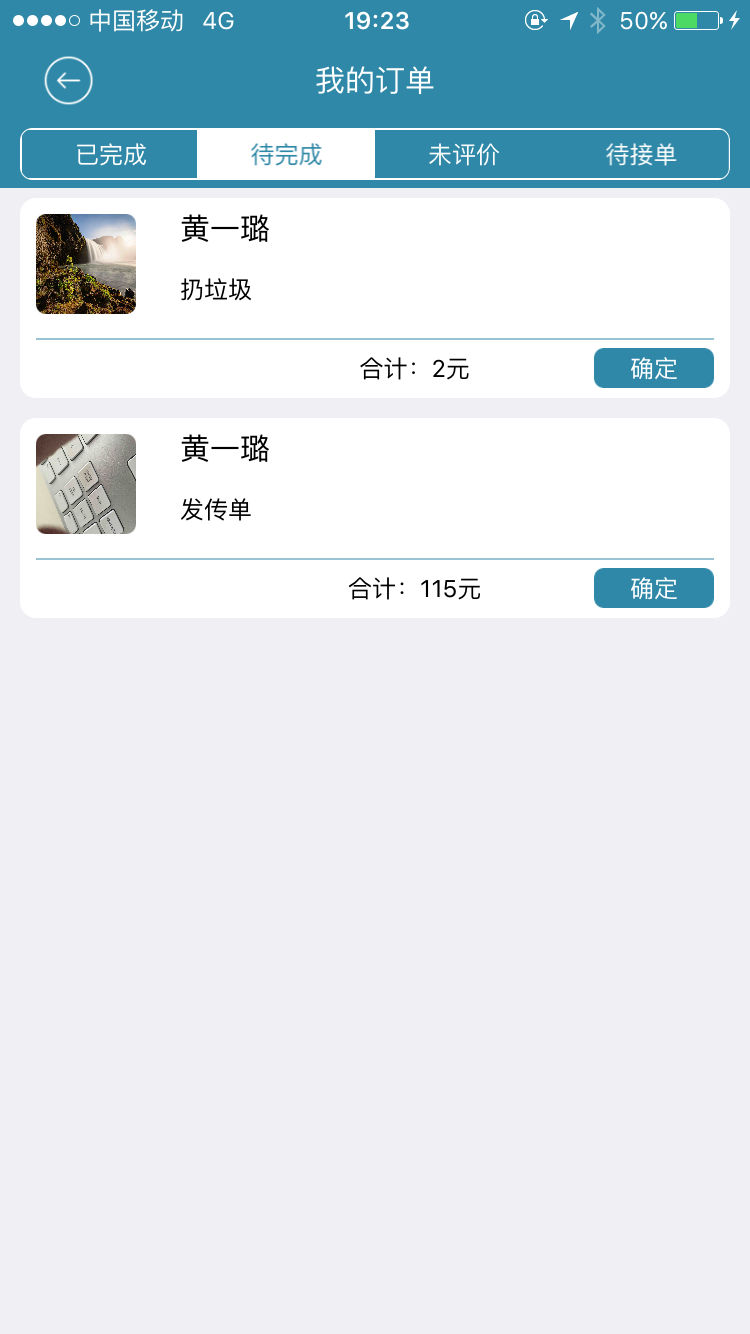 中国移动 4G 19:23 50%
我的订单
已完成 待完成 未评价 待接单
黄一璐
扔垃圾
合计：2元 确定
黄一璐
发传单
合计：115元 确定